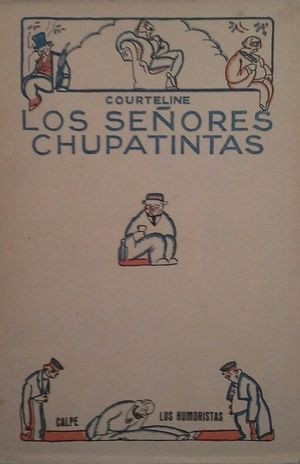 COURTELINE
LOS SEÑORES
CHUPATINTAS
CALPE LOS HUMORISTAS